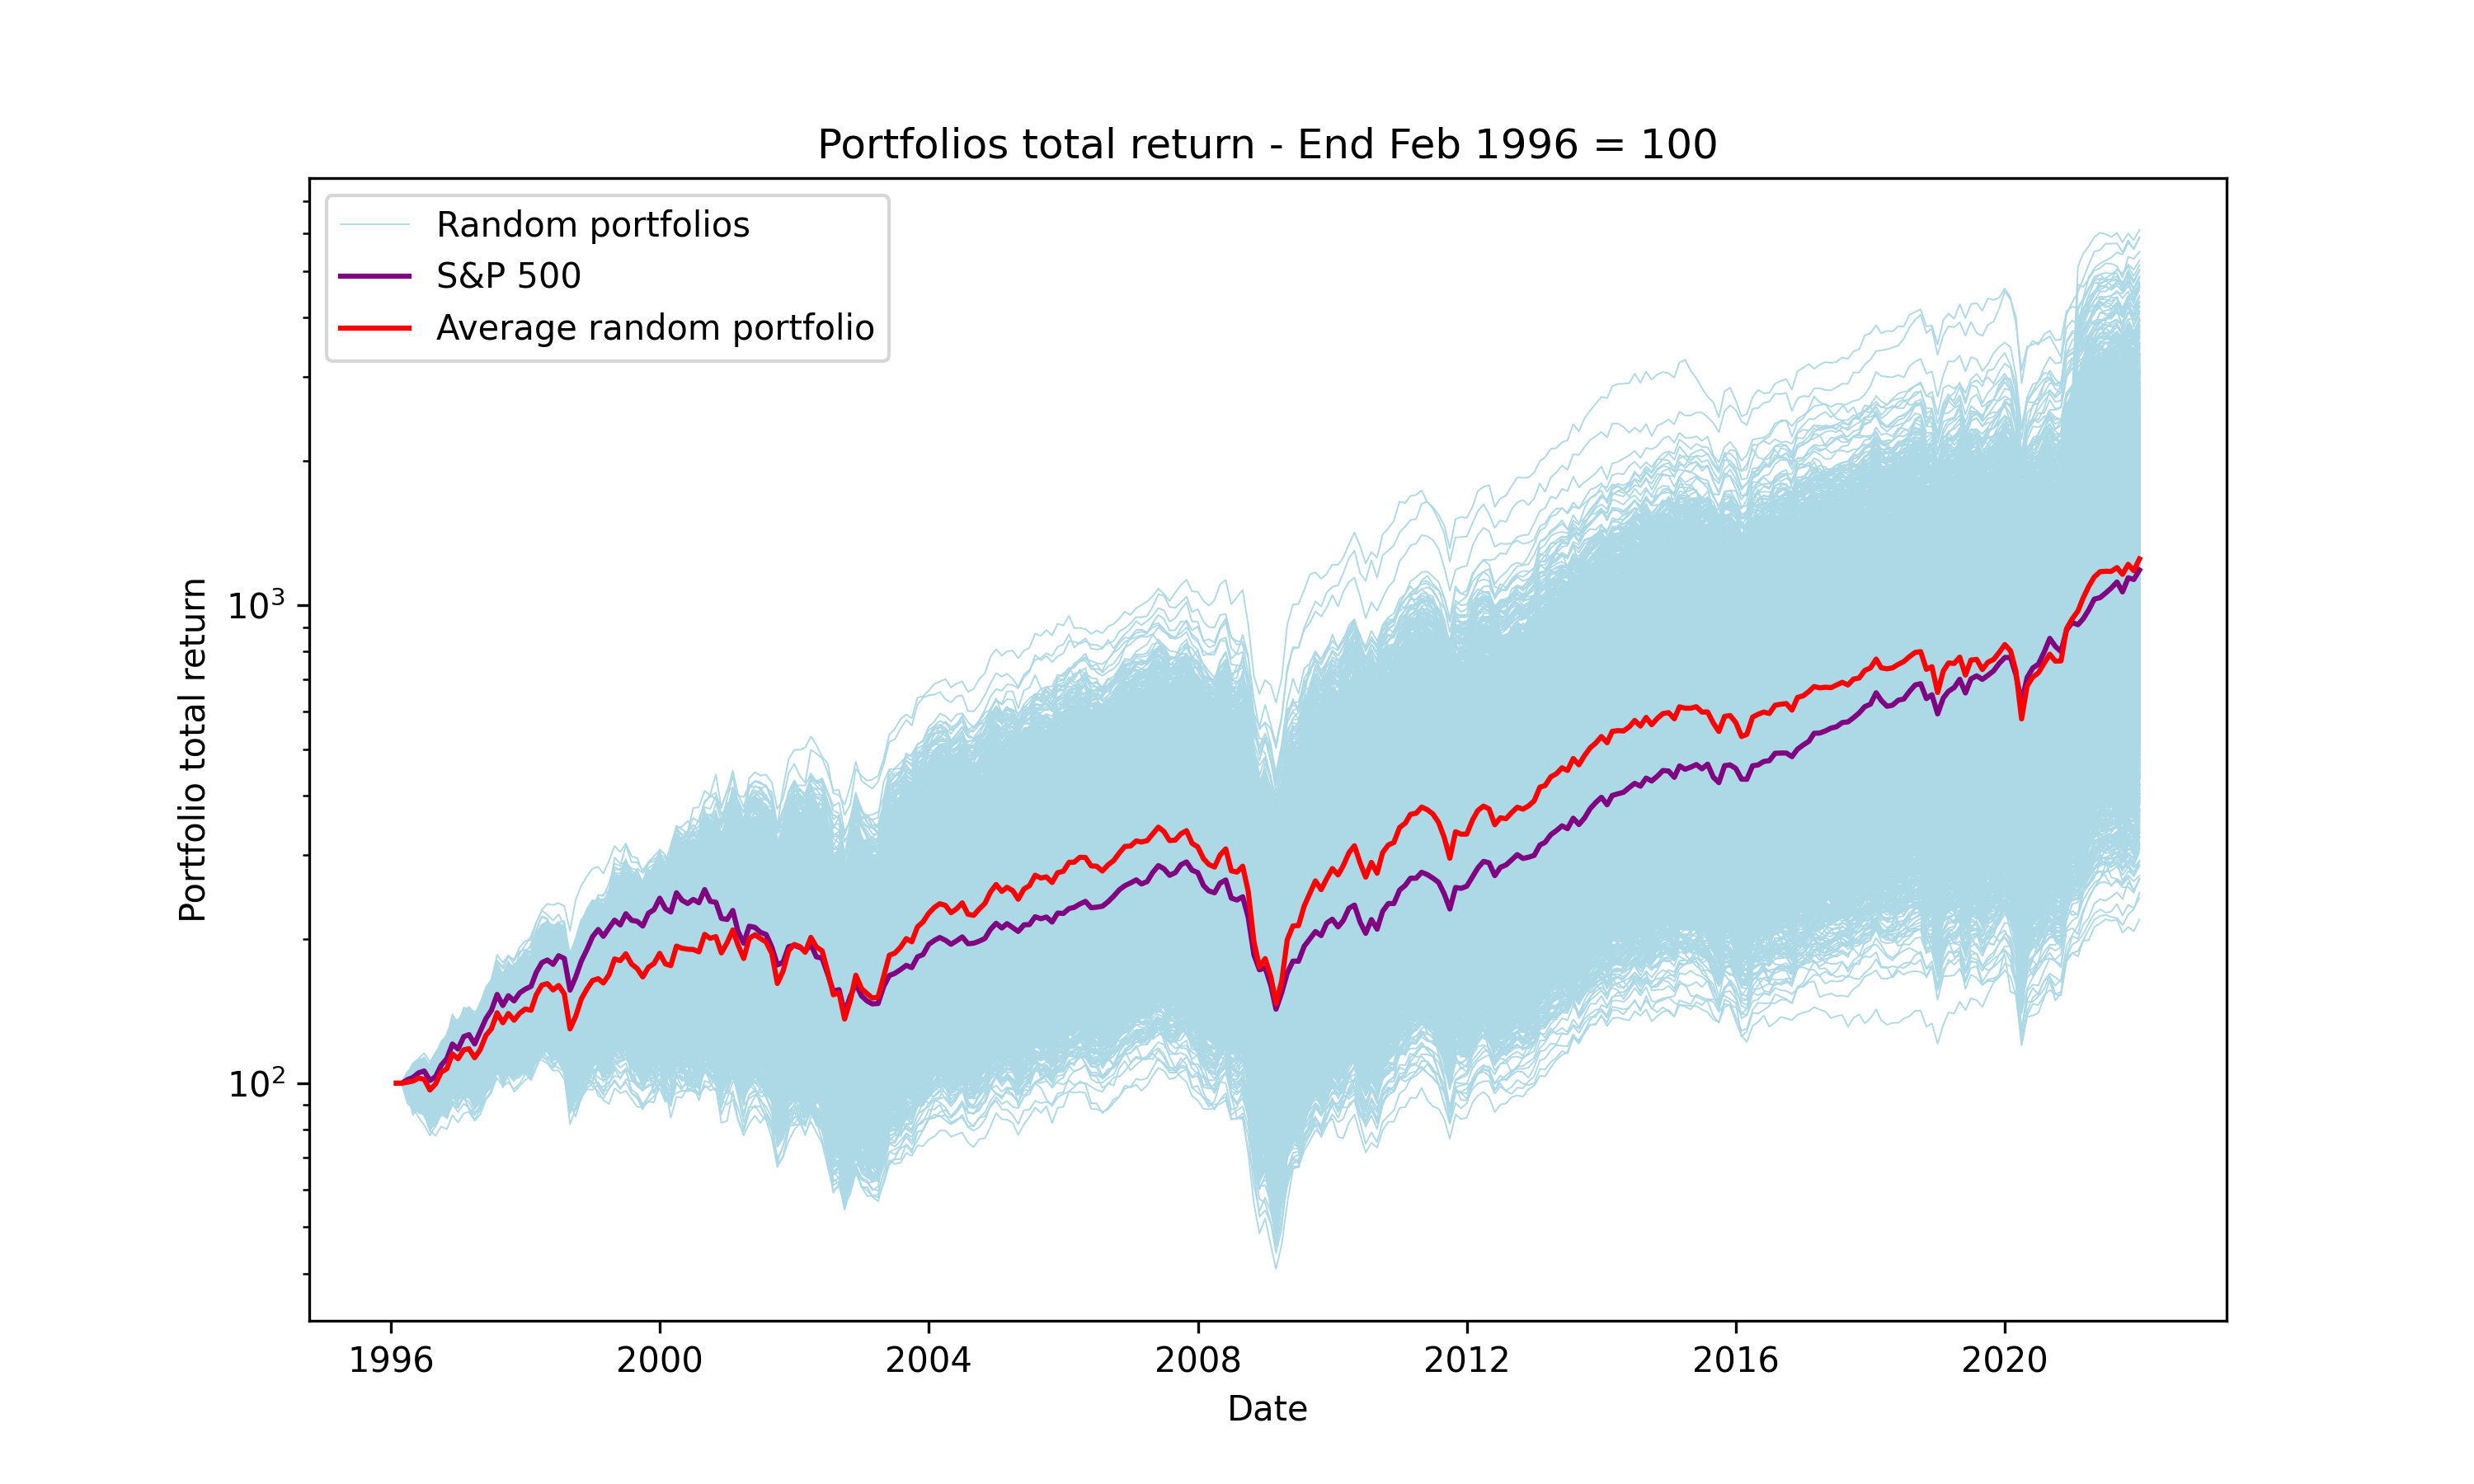 Portfolios total return - End Feb 1996 = 100
Random portfolios
S&P 500
Average random portfolio
Portfolio total return
10³
10²
1996 2000 2004 2008 2012 2016 2020
Date